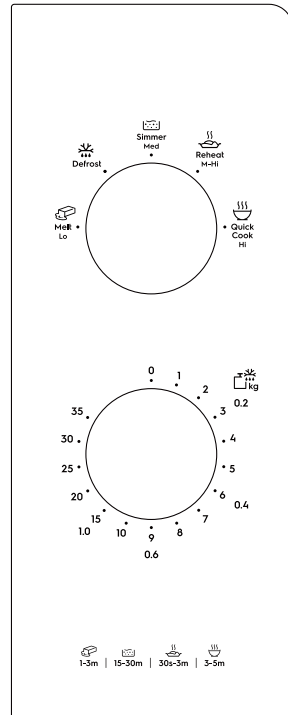 Simmer
Med
Defrost
Reheat
M-Hi
Melt
Lo
Quick
Cook
Hi
0
1
2
kg
0.2
3
4
5
6
0.4
7
8
9
0.6
10
15
1.0
20
25
30
35
1-3m | 15-30m | 30s-3m | 3-5m